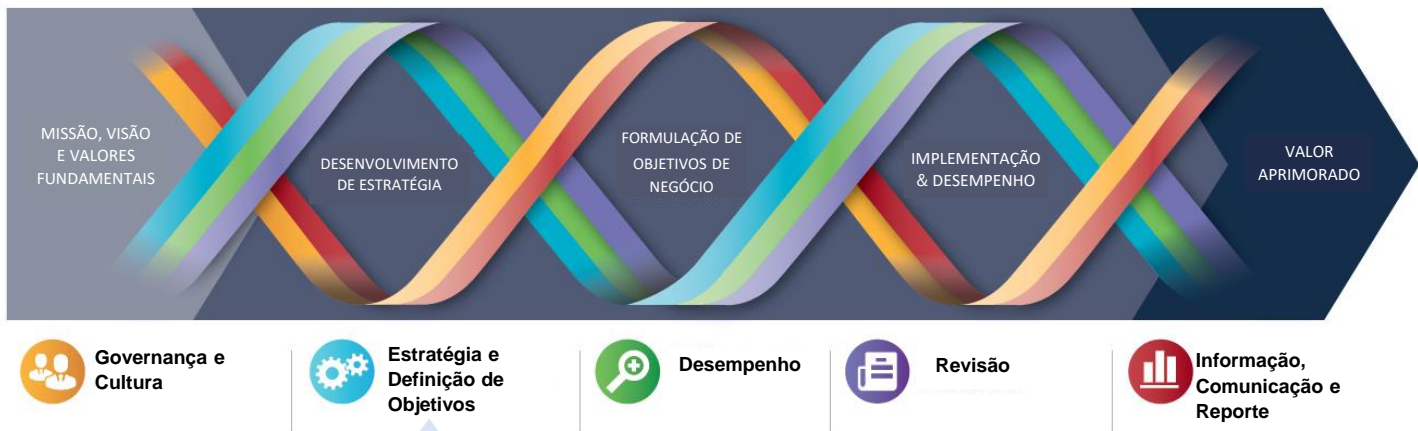 MISSÃO, VISÃO
E VALORES
FUNDAMENTAIS
DESENVOLVIMENTO
DE ESTRATÉGIA
FORMULAÇÃO DE
OBJETIVOS DE
NEGÓCIO
IMPLEMENTAÇÃO
& DESEMPENHO
VALOR
APRIMORADO
Governança e
Cultura
Estratégia e
Definição de
Objetivos
Desempenho
Revisão
Informação,
Comunicação e
Reporte